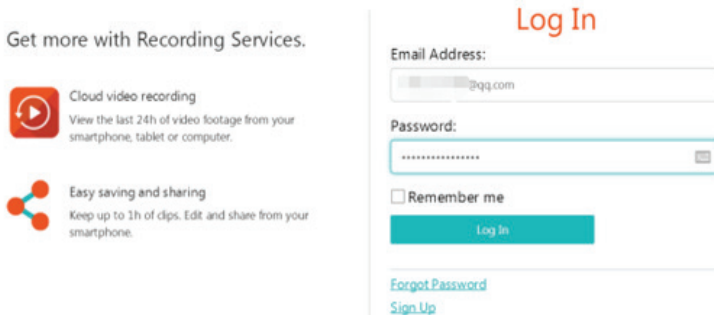 Get more with Recording Services.
Cloud video recording
View the last 24h of video footage from your
smartphone, tablet or computer.
Easy saving and sharing
Keep up to 1h of clips. Edit and share from your
smartphone.
Log In
Email Address:
@qq.com
Password:
••••••••••••••••
Remember me
Log In
Forgot Password
Sign Up